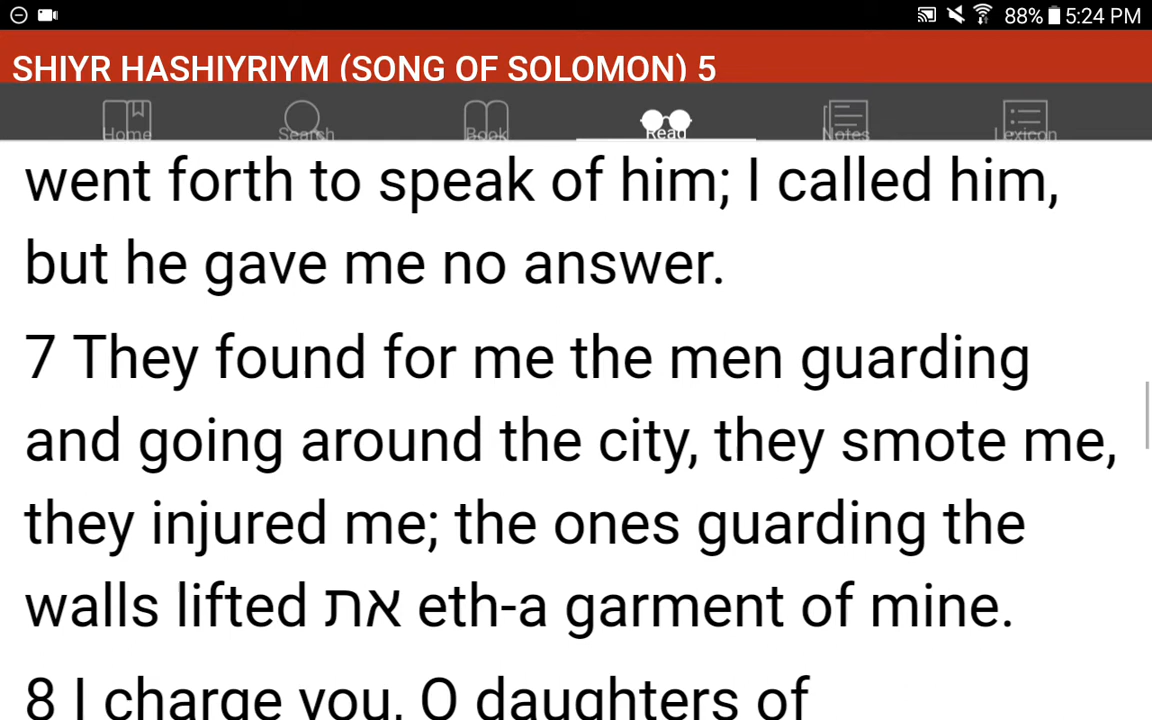 88% 5:24 PM
SHIYR HASHIYRIYM (SONG OF SOLOMON) 5
Home Search Book Read Notes Lexicon
went forth to speak of him; I called him,
but he gave me no answer.
7 They found for me the men guarding
and going around the city, they smote me,
they injured me; the ones guarding the
walls lifted את eth-a garment of mine.
8 I charge you, O daughters of